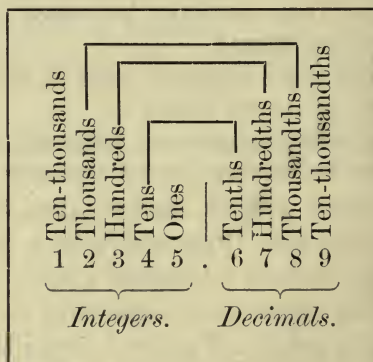 Ten-thousands
Thousands
Hundreds
Tens
Ones
Tenths
Hundredths
Thousandths
Ten-thousandths
1 2 3 4 5 . 6 7 8 9
Integers. Decimals.